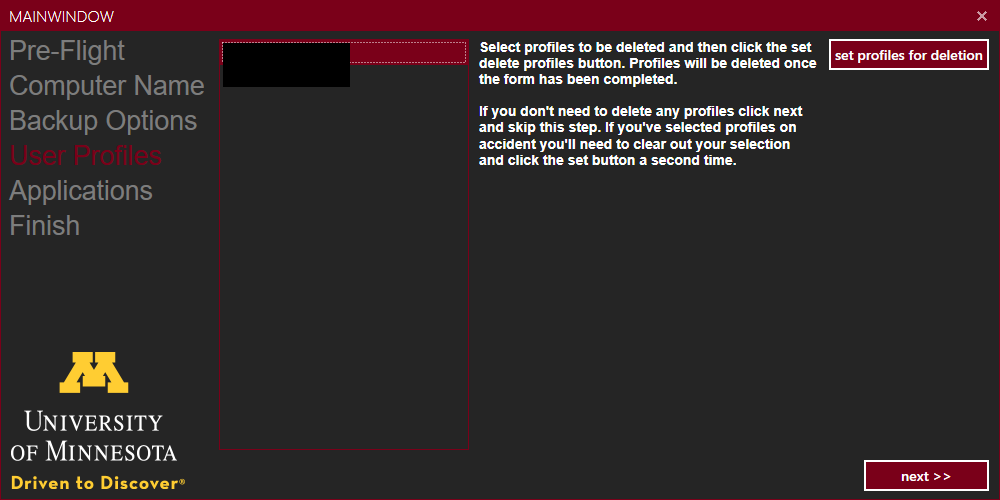 MAINWINDOW
Pre-Flight
Computer Name
Backup Options
User Profiles
Applications
Finish
Select profiles to be deleted and then click the set
delete profiles button. Profiles will be deleted once
the form has been completed.
If you don't need to delete any profiles click next
and skip this step. If you've selected profiles on
accident you'll need to clear out your selection
and click the set button a second time.
set profiles for deletion
M
UNIVERSITY
OF MINNESOTA
Driven to Discover®
next >>